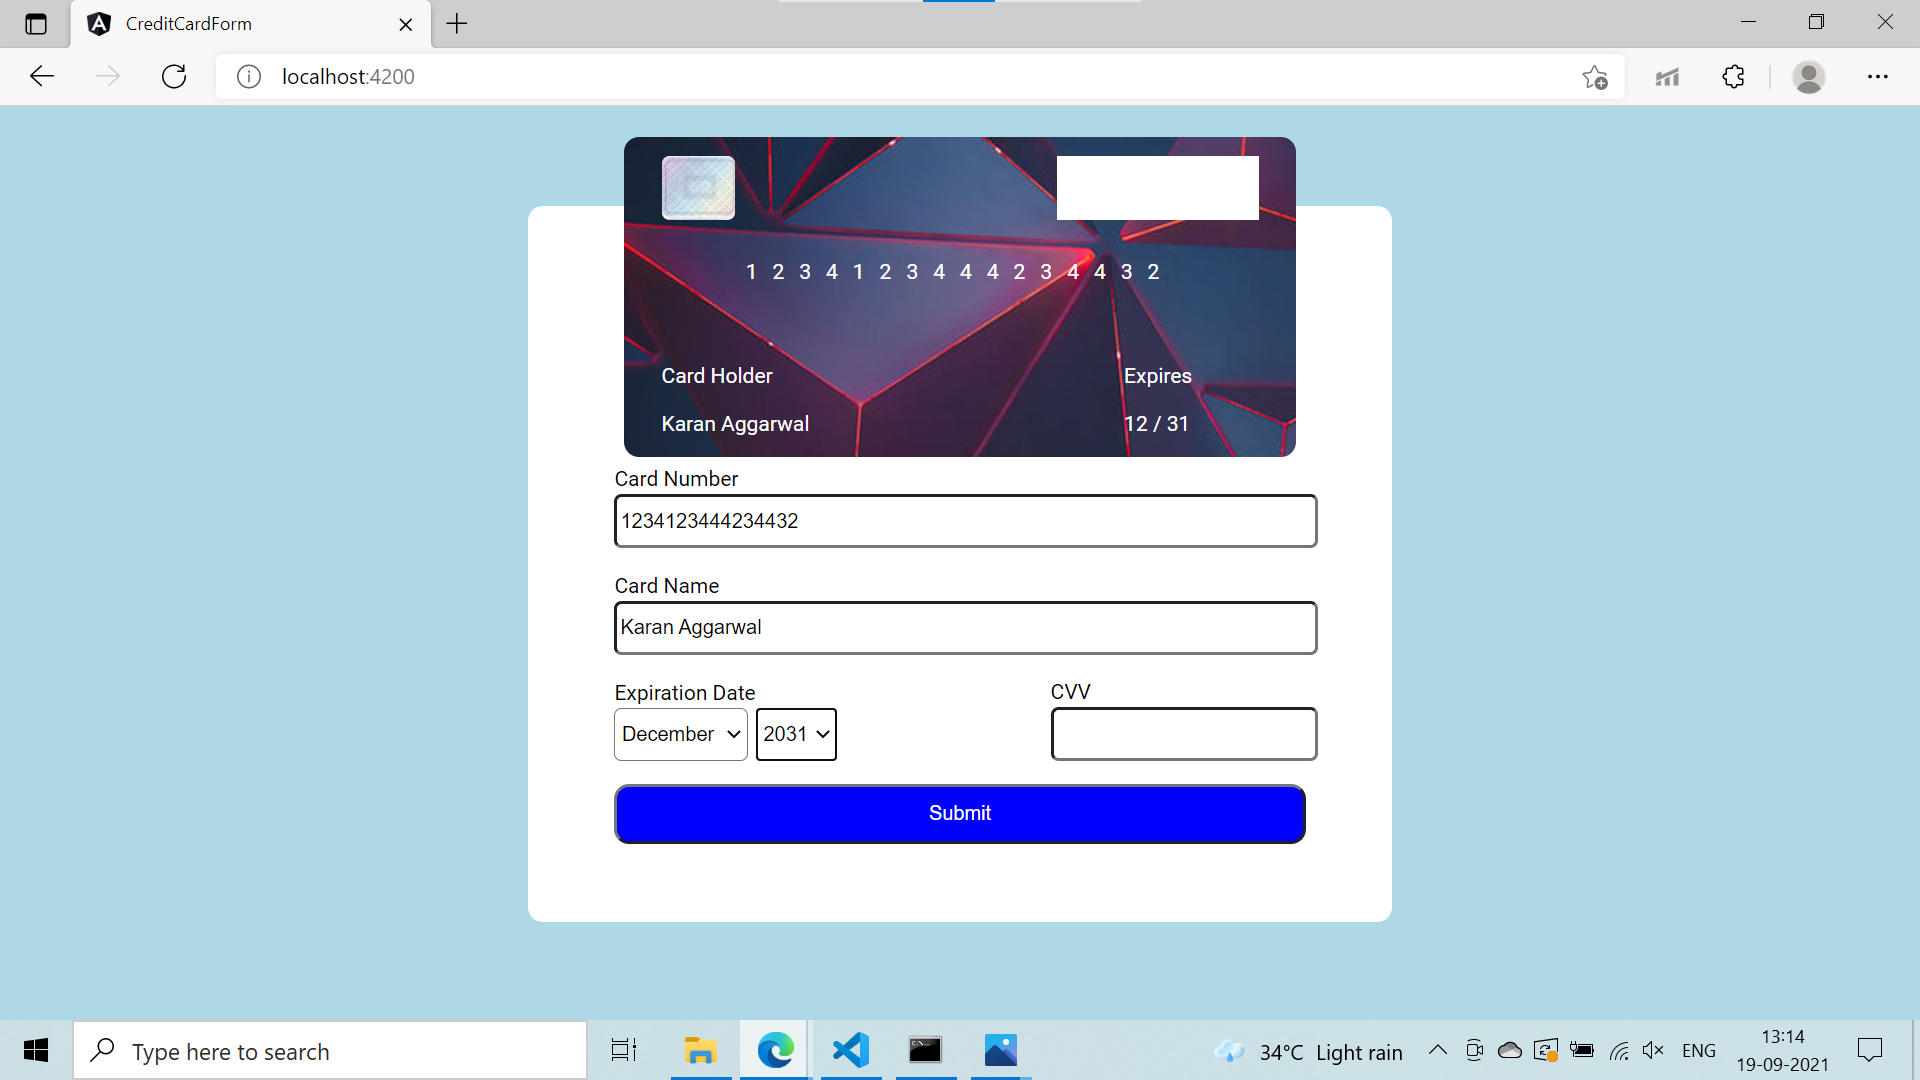 CreditCardForm
localhost:4200
1 2 3 4 1 2 3 4 4 4 2 3 4 4 3 2
Card Holder Expires
Karan Aggarwal 12 / 31
Card Number
1234123444234432
Card Name
Karan Aggarwal
Expiration Date CVV
December 2031
Submit
Type here to search
34°C Light rain
ENG
13:14
19-09-2021